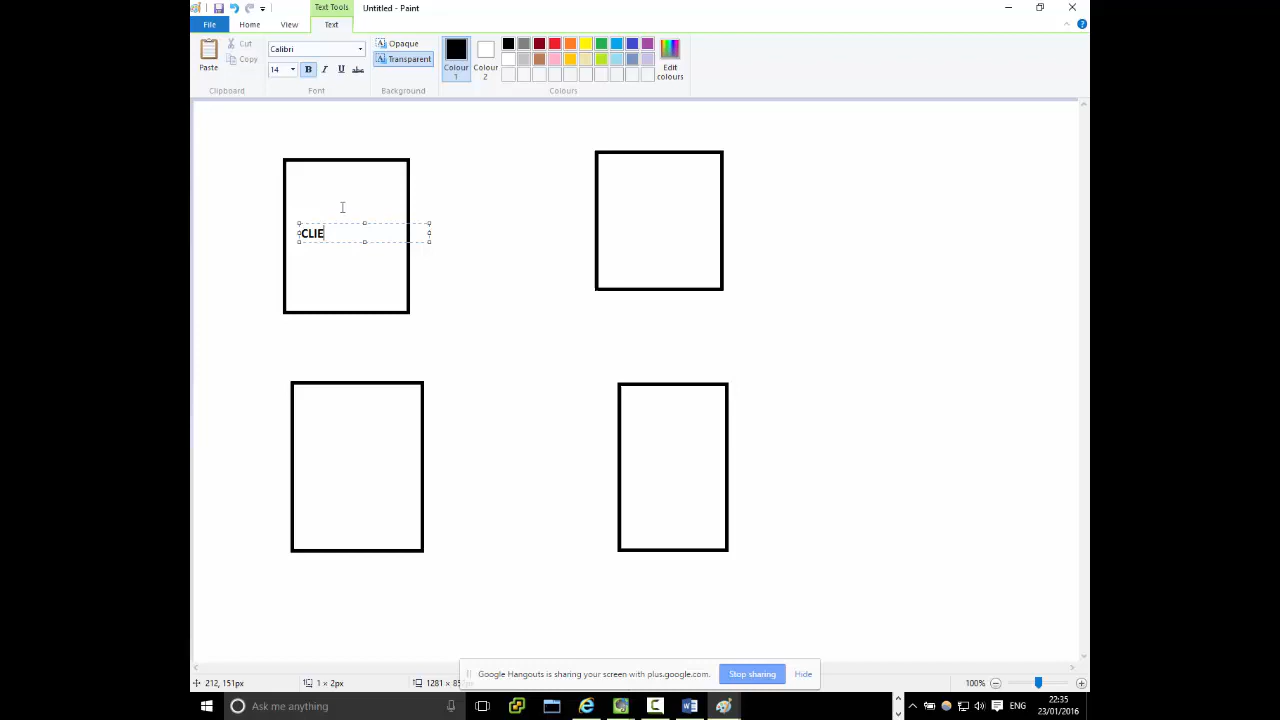 Text Tools
Untitled - Paint
File
Home
View
Text
Paste
Cut
Copy
Clipboard
Calibri
14
B
I
U
abc
Font
Opaque
Transparent
Background
Colour
1
Colour
2
Edit
colours
Colours
CLIE
Google Hangouts is sharing your screen with plus.google.com.
Stop sharing
Hide
212, 151px
1 × 2px
100%
Ask me anything
ENG
22:35
23/01/2016